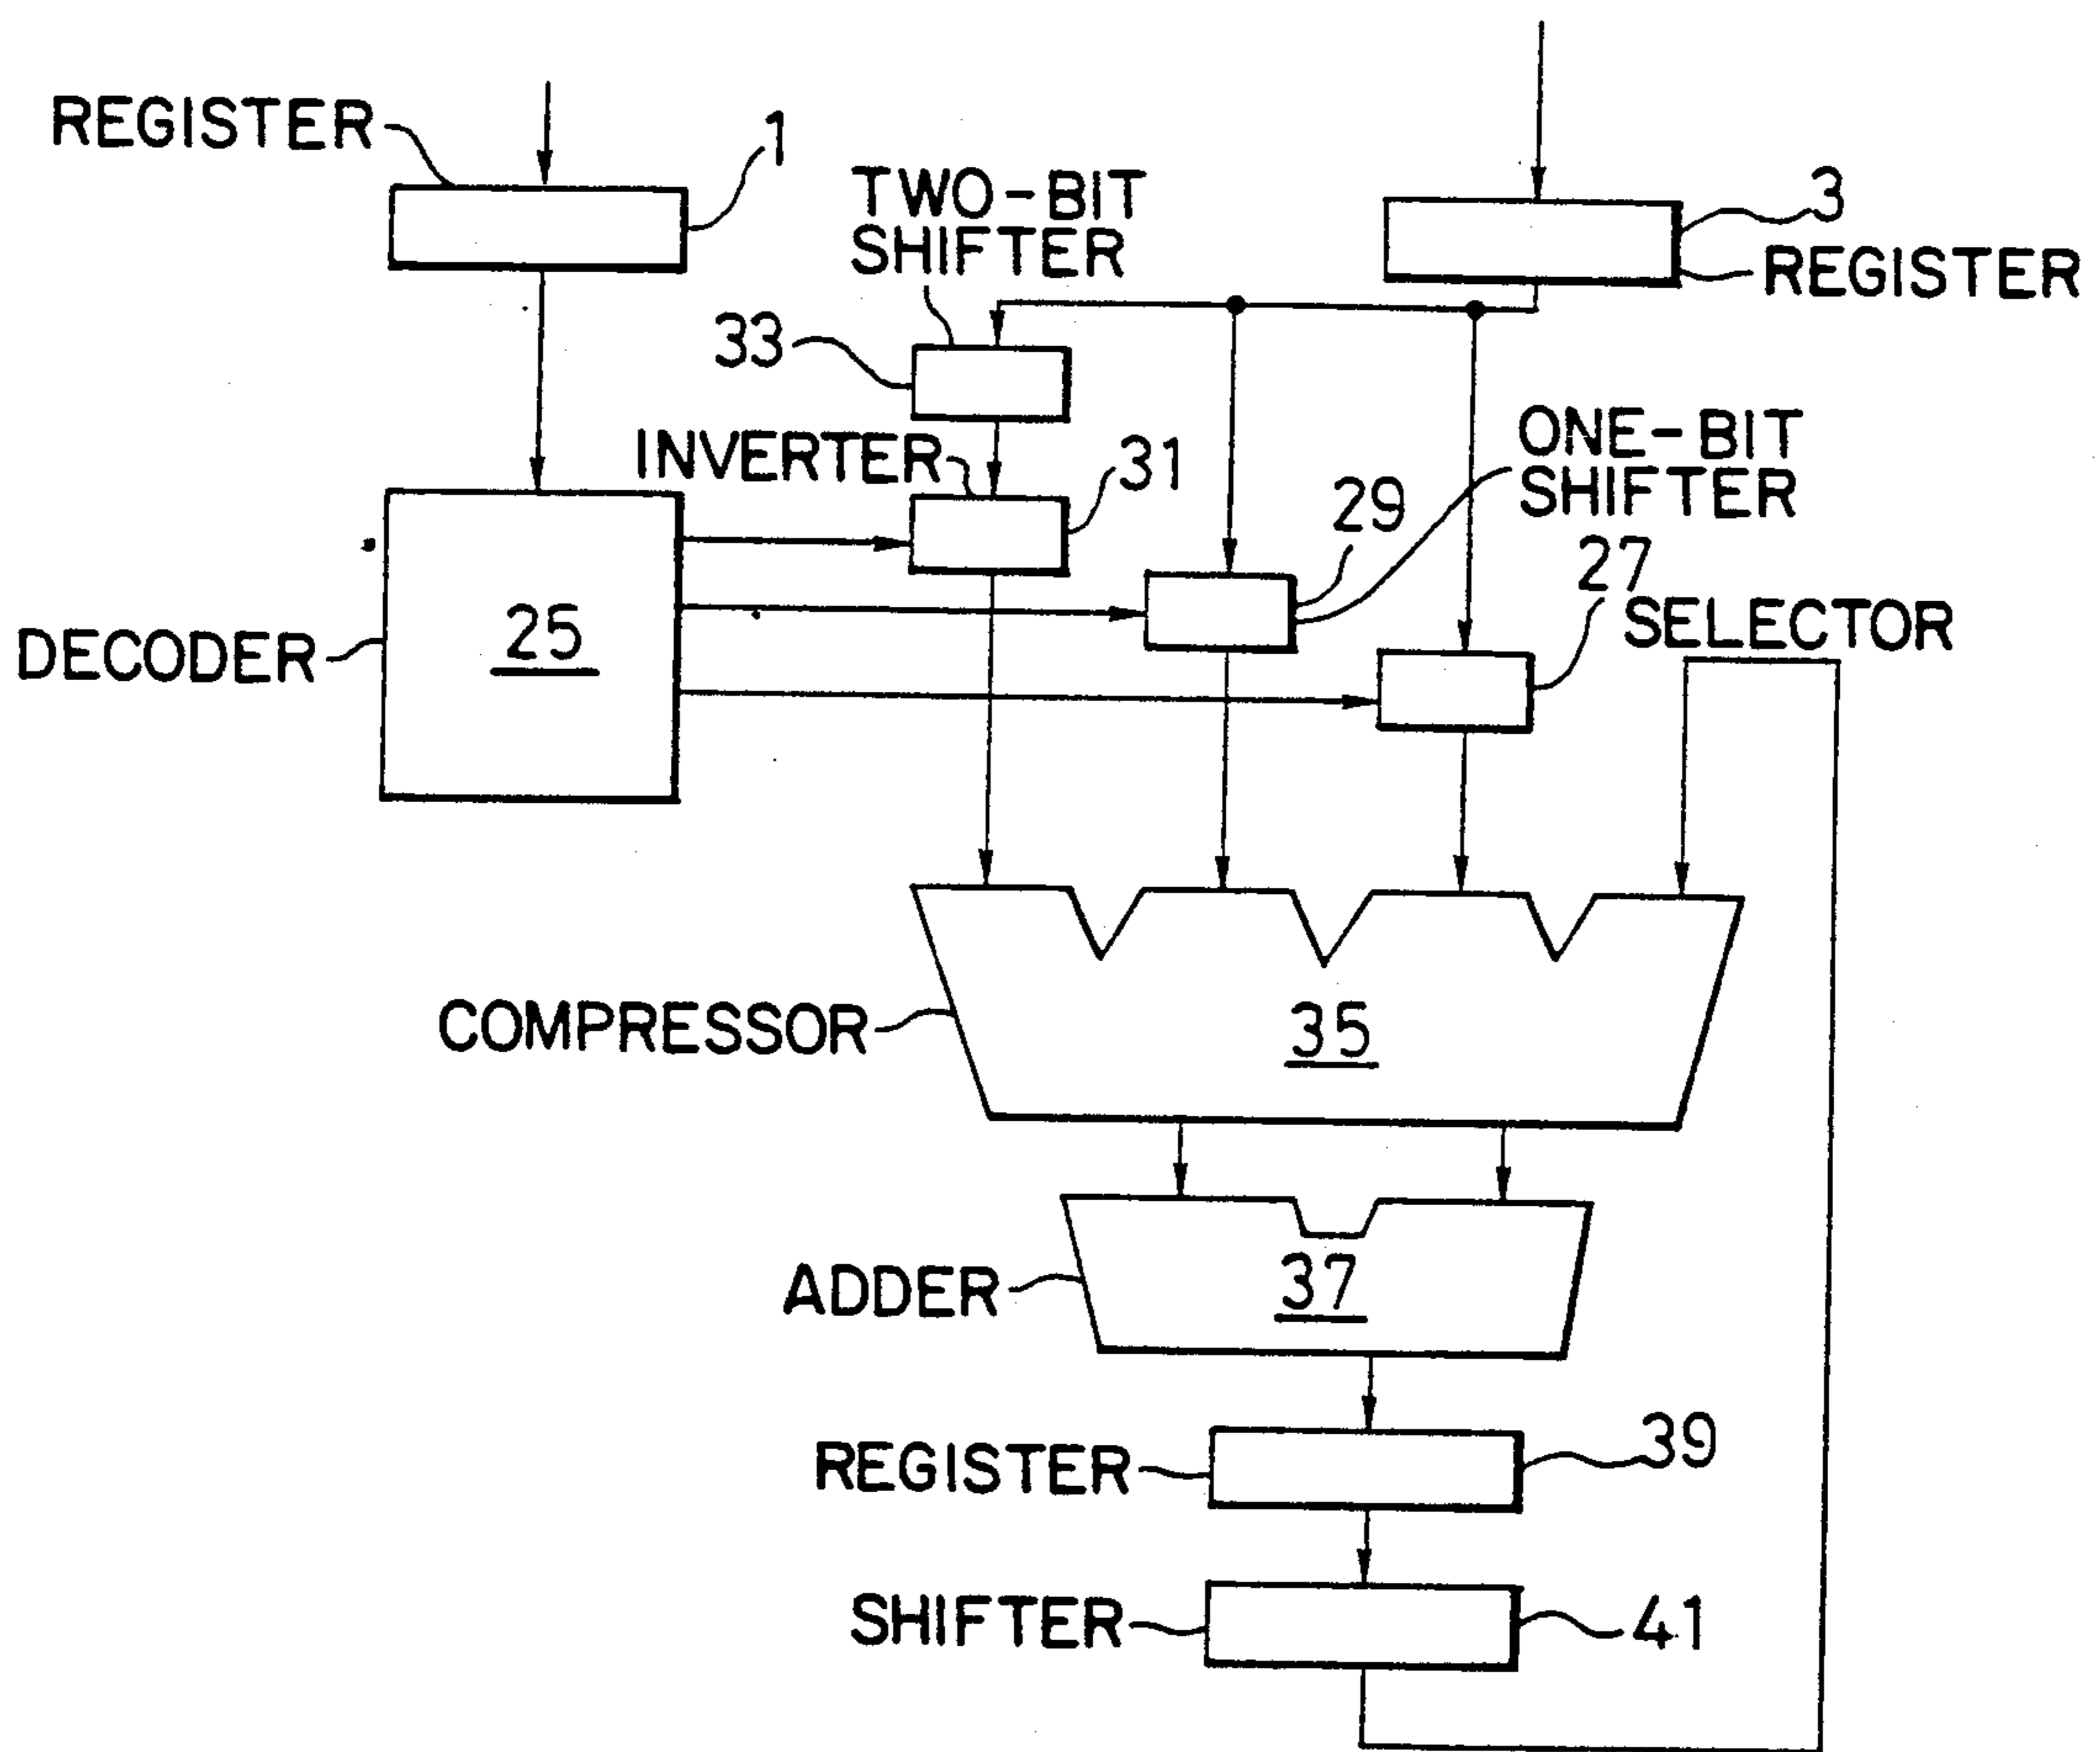 REGISTER
1
TWO-BIT
SHIFTER
3
REGISTER
33
INVERTER
31
ONE-BIT
SHIFTER
29
27
SELECTOR
DECODER
25
COMPRESSOR
35
ADDER
37
REGISTER
39
SHIFTER
41